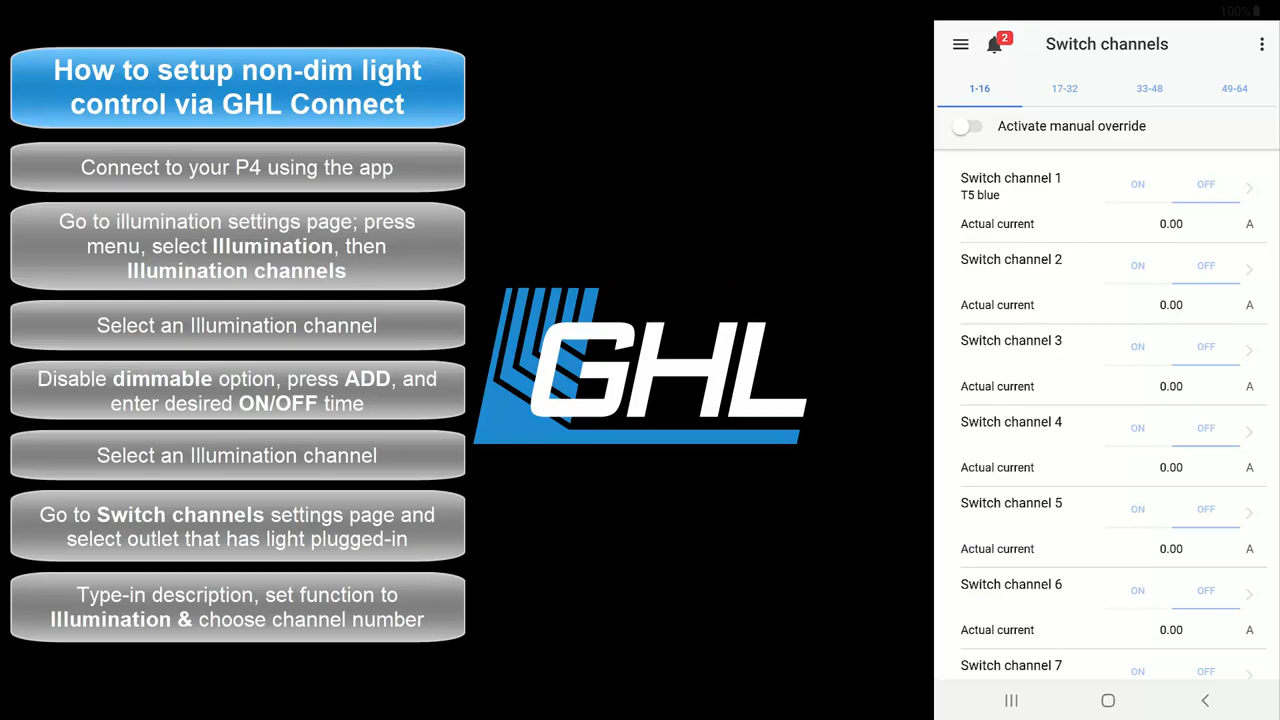 How to setup non-dim light
control via GHL Connect
Connect to your P4 using the app
Go to illumination settings page; press
menu, select Illumination, then
Illumination channels
Select an Illumination channel
Disable dimmable option, press ADD, and
enter desired ON/OFF time
Select an Illumination channel
Go to Switch channels settings page and
select outlet that has light plugged-in
Type-in description, set function to
Illumination & choose channel number
GHL
100%
2
Switch channels
1-16 17-32 33-48 49-64
Activate manual override
Switch channel 1 ON OFF
T5 blue
Actual current 0.00 A
Switch channel 2 ON OFF
Actual current 0.00 A
Switch channel 3 ON OFF
Actual current 0.00 A
Switch channel 4 ON OFF
Actual current 0.00 A
Switch channel 5 ON OFF
Actual current 0.00 A
Switch channel 6 ON OFF
Actual current 0.00 A
Switch channel 7 ON OFF